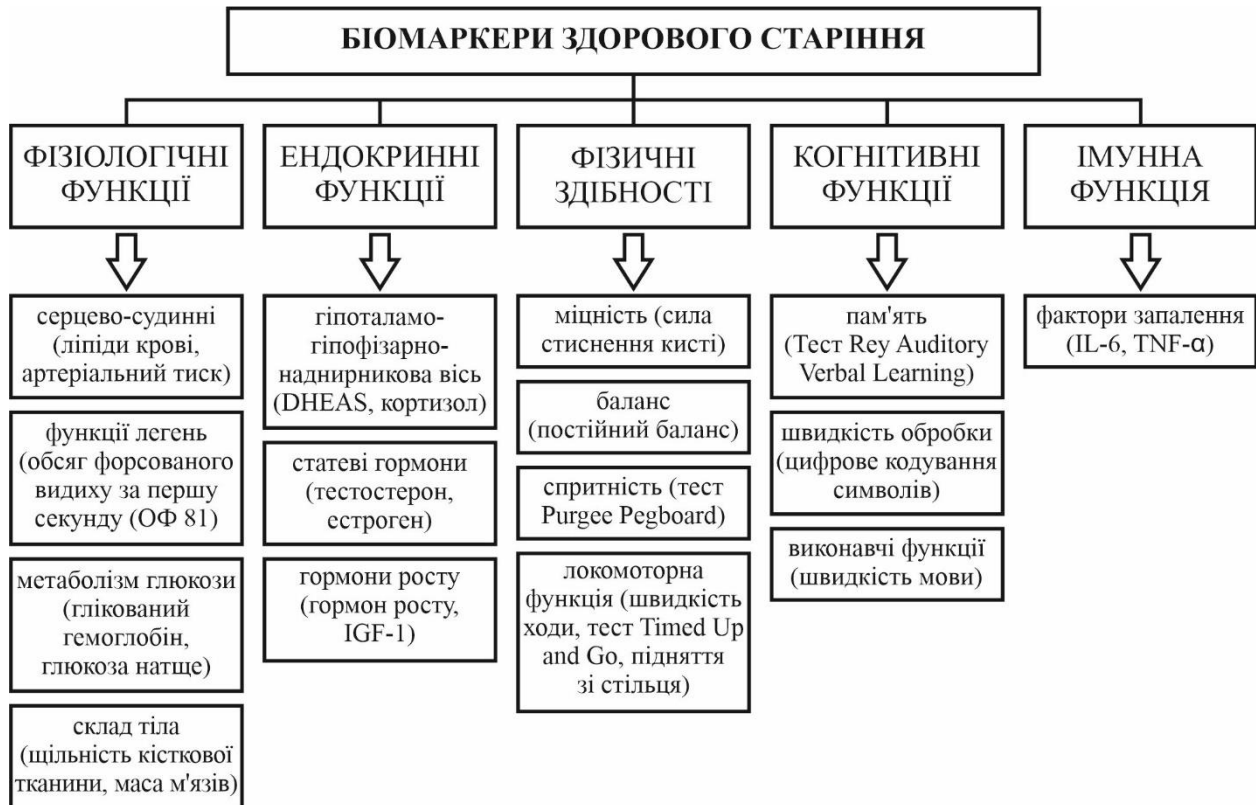 БІОМАРКЕРИ ЗДОРОВОГО СТАРІННЯ
ФІЗІОЛОГІЧНІ
ФУНКЦІЇ
ЕНДОКРИННІ
ФУНКЦІЇ
ФІЗИЧНІ
ЗДІБНОСТІ
КОГНІТИВНІ
ФУНКЦІЇ
ІМУННА
ФУНКЦІЯ
серцево-судинні
(ліпіди крові,
артеріальний тиск)
функції легень
(обсяг форсованого
видиху за першу
секунду (ОФ 81)
метаболізм глюкози
(глікований
гемоглобін,
глюкоза натще)
склад тіла
(щільність кісткової
тканини, маса м'язів)
гіпоталамо-
гіпофізарно-
наднирникова вісь
(DHEAS, кортизол)
статеві гормони
(тестостерон,
естроген)
гормони росту
(гормон росту,
IGF-1)
міцність (сила
стиснення кисті)
баланс
(постійний баланс)
спритність (тест
Purgee Pegboard)
локомоторна
функція (швидкість
ходи, тест Timed Up
and Go, підняття
зі стільця)
пам'ять
(Тест Rey Auditory
Verbal Learning)
швидкість обробки
(цифрове кодування
символів)
виконавчі функції
(швидкість мови)
фактори запалення
(IL-6, TNF-α)